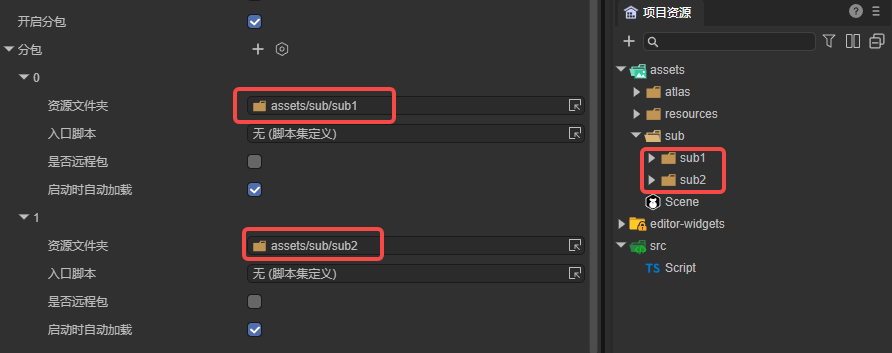 开启分包
分包
0
资源文件夹
assets/sub/sub1
入口脚本
无 (脚本集定义)
是否远程包
启动时自动加载
1
资源文件夹
assets/sub/sub2
入口脚本
无 (脚本集定义)
是否远程包
启动时自动加载
项目资源
assets
atlas
resources
sub
sub1
sub2
Scene
editor-widgets
src
TS Script